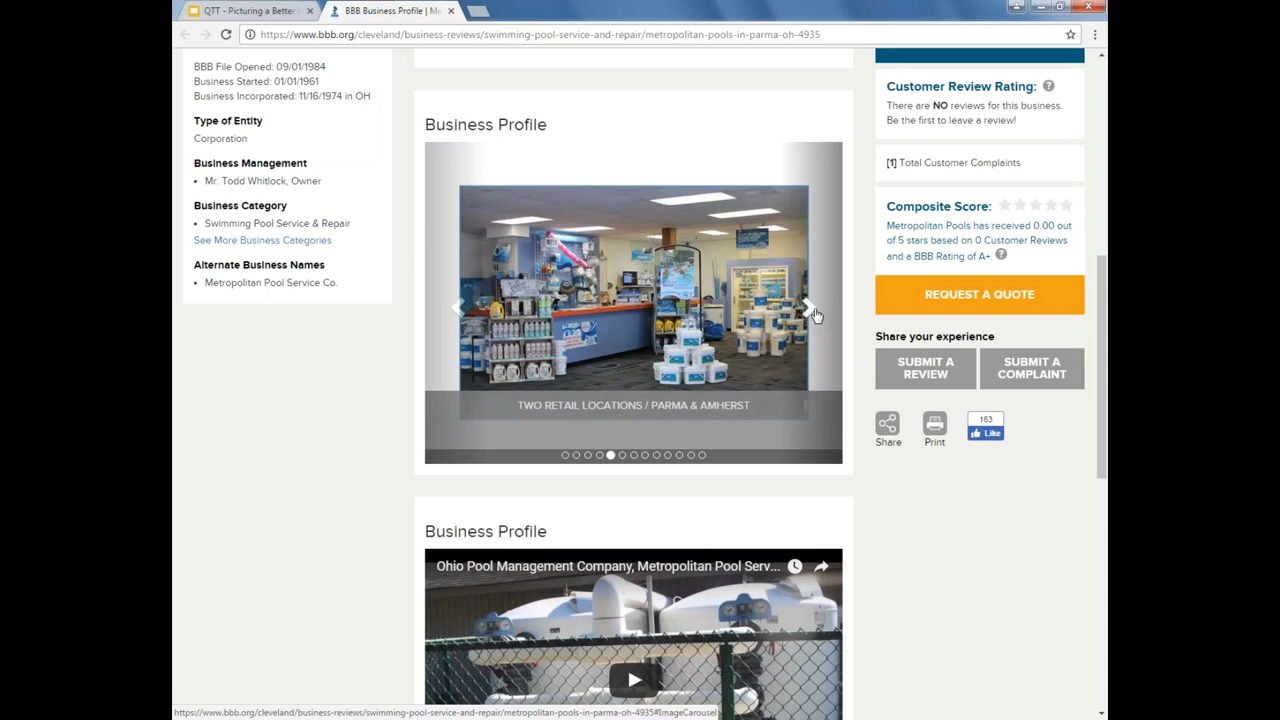 QTT - Picturing a Better
BBB Business Profile | Me
https://www.bbb.org/cleveland/business-reviews/swimming-pool-service-and-repair/metropolitan-pools-in-parma-oh-4935
BBB File Opened: 09/01/1984
Business Started: 01/01/1961
Business Incorporated: 11/16/1974 in OH
Type of Entity
Corporation
Business Management
Mr. Todd Whitlock, Owner
Business Category
Swimming Pool Service & Repair
See More Business Categories
Alternate Business Names
Metropolitan Pool Service Co.
Business Profile
TWO RETAIL LOCATIONS / PARMA & AMHERST
Business Profile
Ohio Pool Management Company, Metropolitan Pool Serv...
Customer Review Rating: ?
There are NO reviews for this business.
Be the first to leave a review!
[1] Total Customer Complaints
Composite Score:
Metropolitan Pools has received 0.00 out
of 5 stars based on 0 Customer Reviews
and a BBB Rating of A+. ?
REQUEST A QUOTE
Share your experience
SUBMIT A
REVIEW
SUBMIT A
COMPLAINT
Share
Print
163
Like
https://www.bbb.org/cleveland/business-reviews/swimming-pool-service-and-repair/metropolitan-pools-in-parma-oh-4935#ImageCarousel